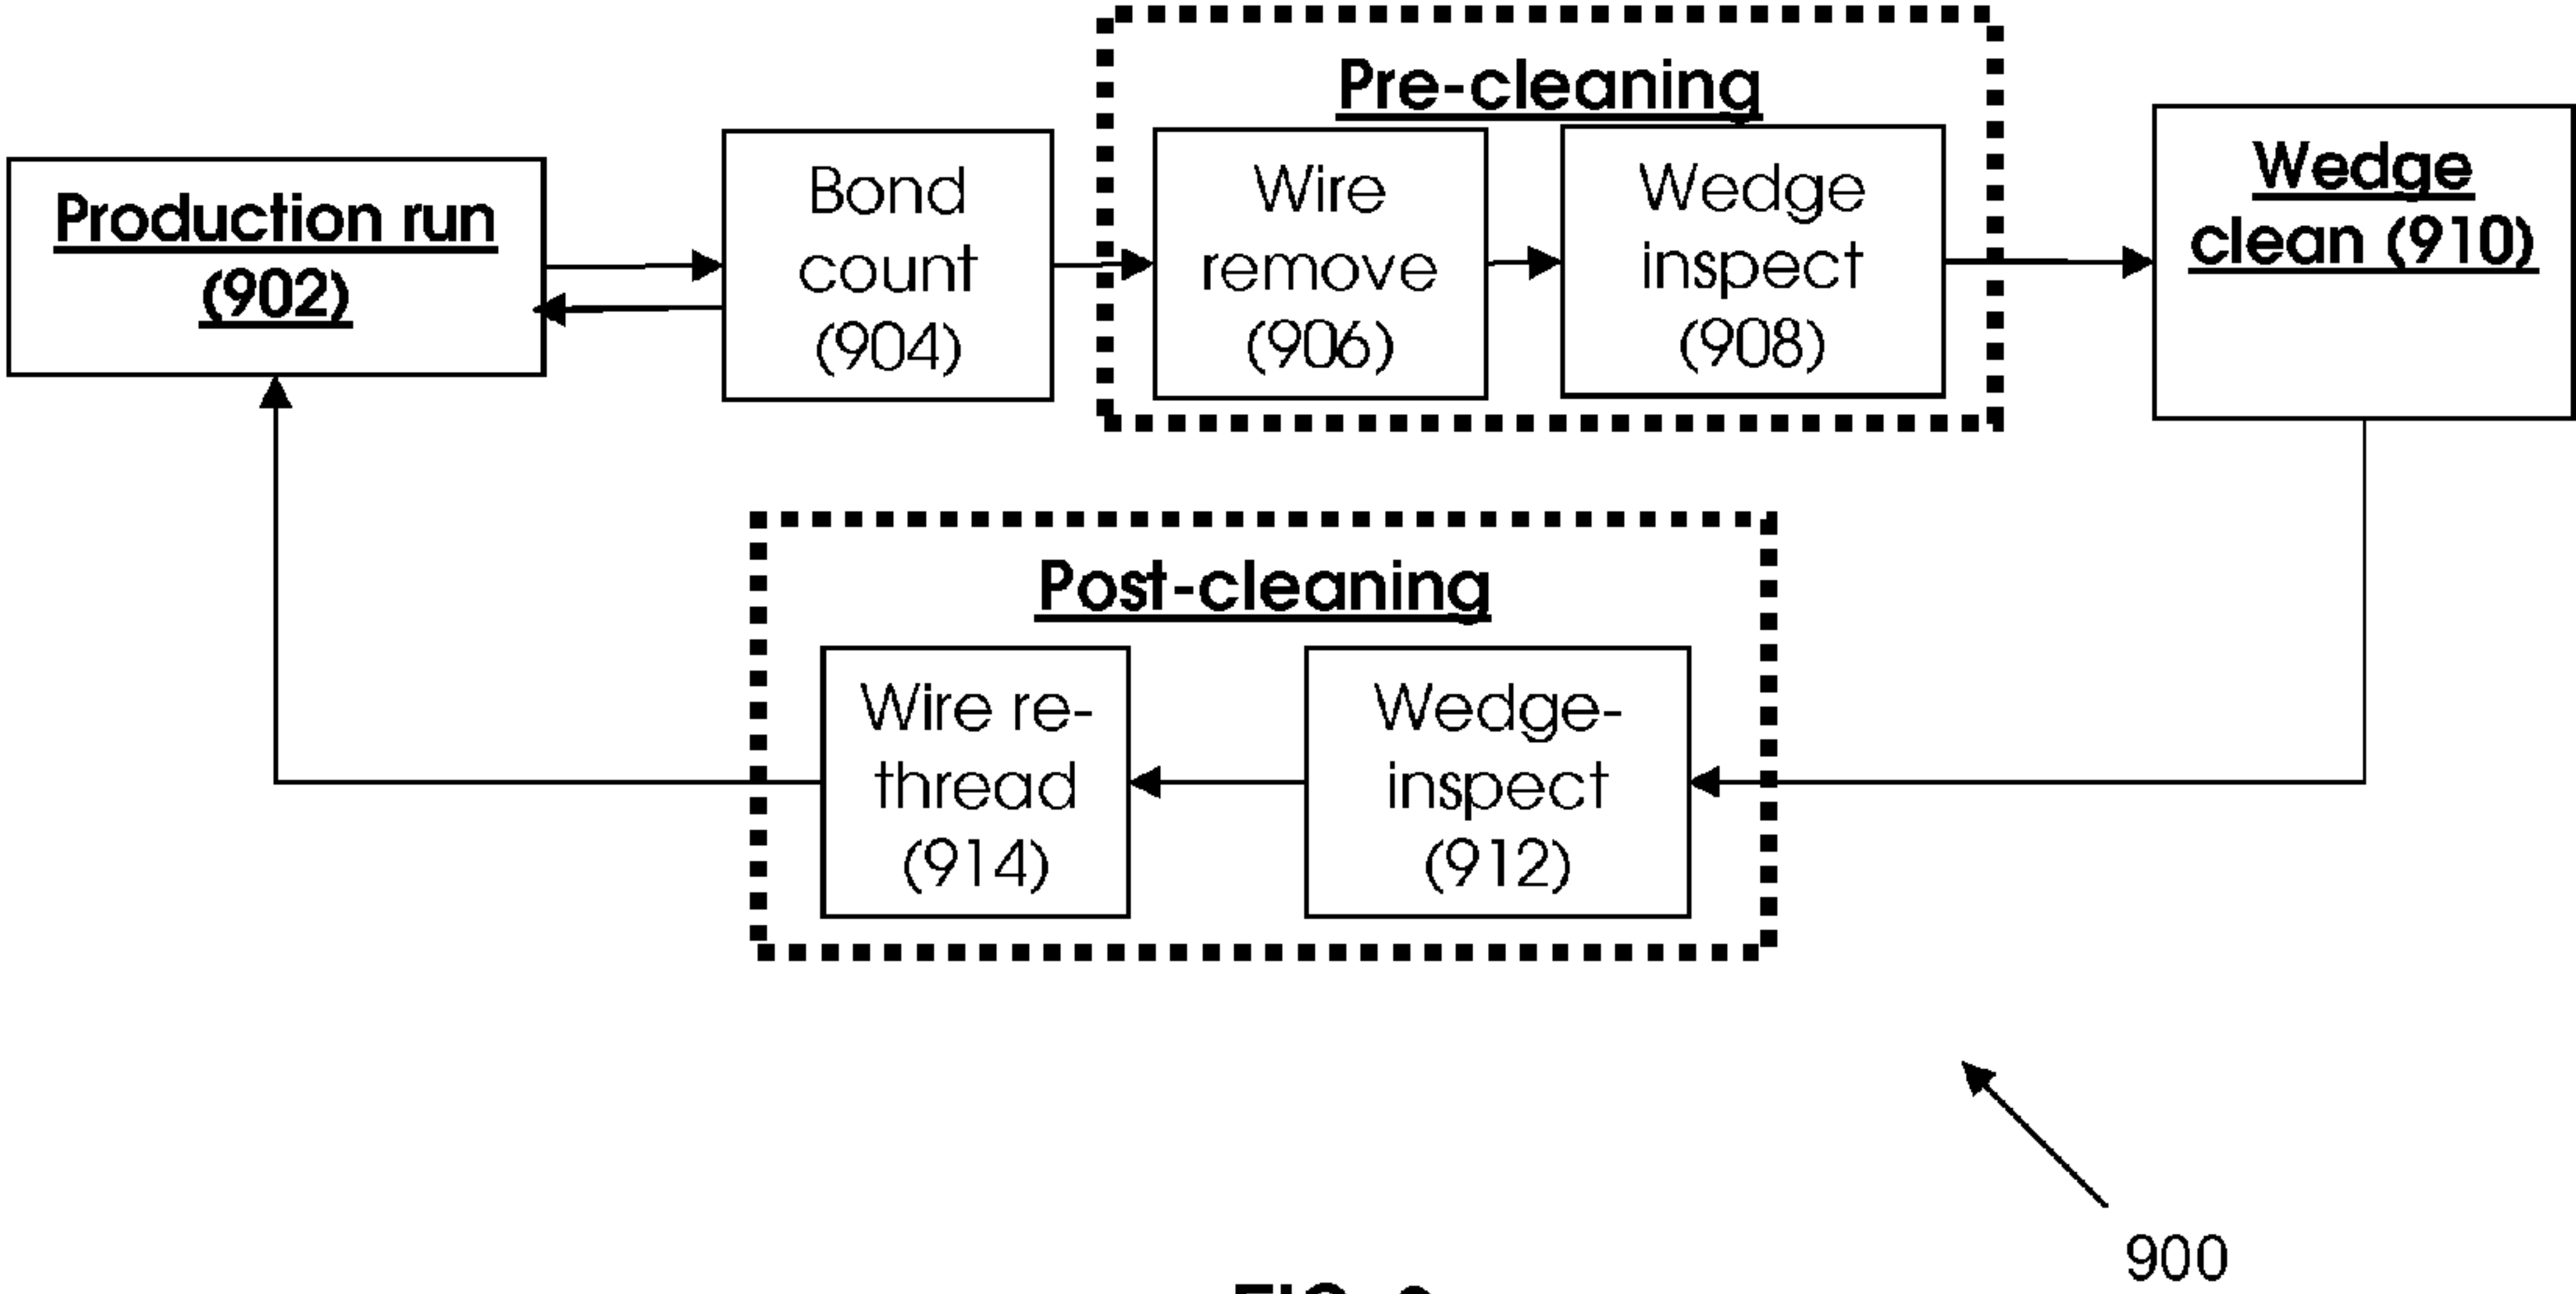 Pre-cleaning
Production run
(902)
Bond
count
(904)
Wire
remove
(906)
Wedge
inspect
(908)
Wedge
clean (910)
Post-cleaning
Wire re-
thread
(914)
Wedge-
inspect
(912)
900